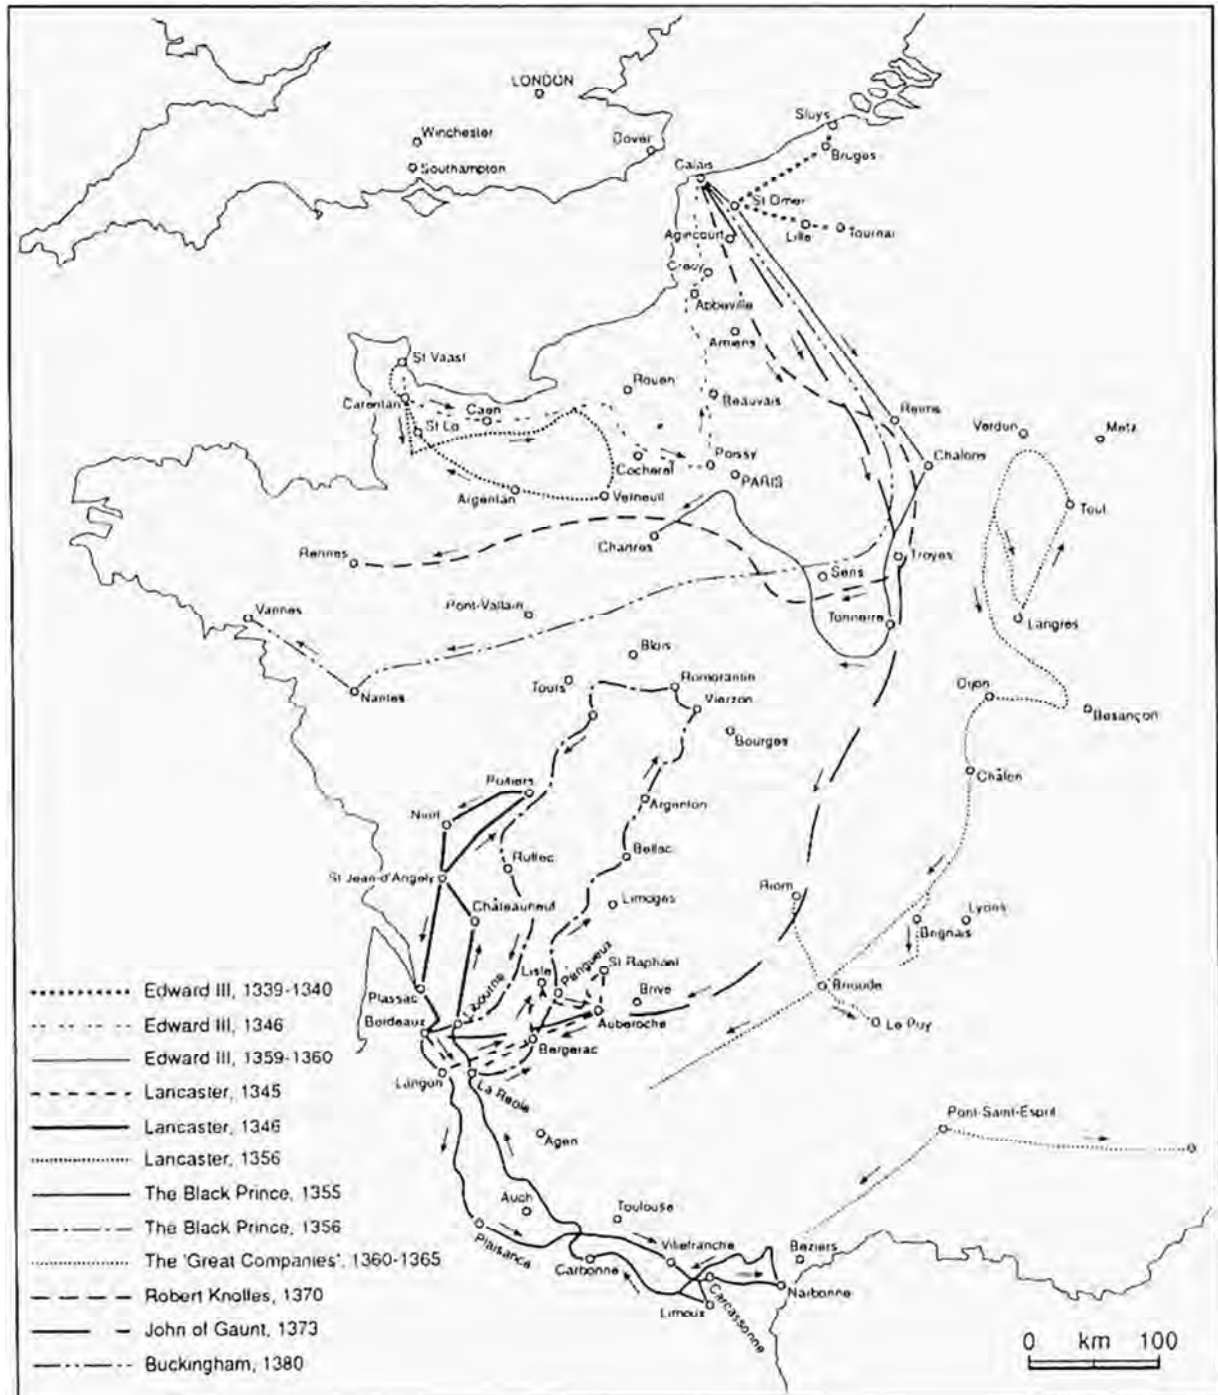 LONDON
Sluys
Winchester
Dover
Bruges
Southampton
Calais
St Omer
Agincourt
Lille
Tournai
Crecy
Abbeville
Amiens
St Vaast
Rouen
Beauvais
Carentan
Caen
Reims
St Lo
Verdun
Metz
Cocherel
Poissy
Chalons
PARIS
Argentan
Verneuil
Toul
Chartres
Rennes
Troyes
Sens
Vannes
Pont-Vallain
Tonnerre
Langres
Blois
Tours
Romorantin
Nantes
Vierzon
Dijon
Besançon
Bourges
Châlon
Poitiers
Argenton
Niort
Bellac
Ruffec
St Jean-d'Angely
Riom
Châteauneuf
Limoges
Lyons
Brignais
Lisle
Perigueux
St Raphael
Plassac
Libourne
Brive
Brioude
Bordeaux
Auberoche
Le Puy
Bergerac
Langon
La Reole
Pont-Saint-Esprit
Agen
Auch
Toulouse
Plaisance
Villefranche
Beziers
Carbonne
Narbonne
Limoux
Carcassonne
Edward III, 1339-1340
Edward III, 1346
Edward III, 1359-1360
Lancaster, 1345
Lancaster, 1346
Lancaster, 1356
The Black Prince, 1355
The Black Prince, 1356
The 'Great Companies', 1360-1365
Robert Knolles, 1370
John of Gaunt, 1373
Buckingham, 1380
0 km 100